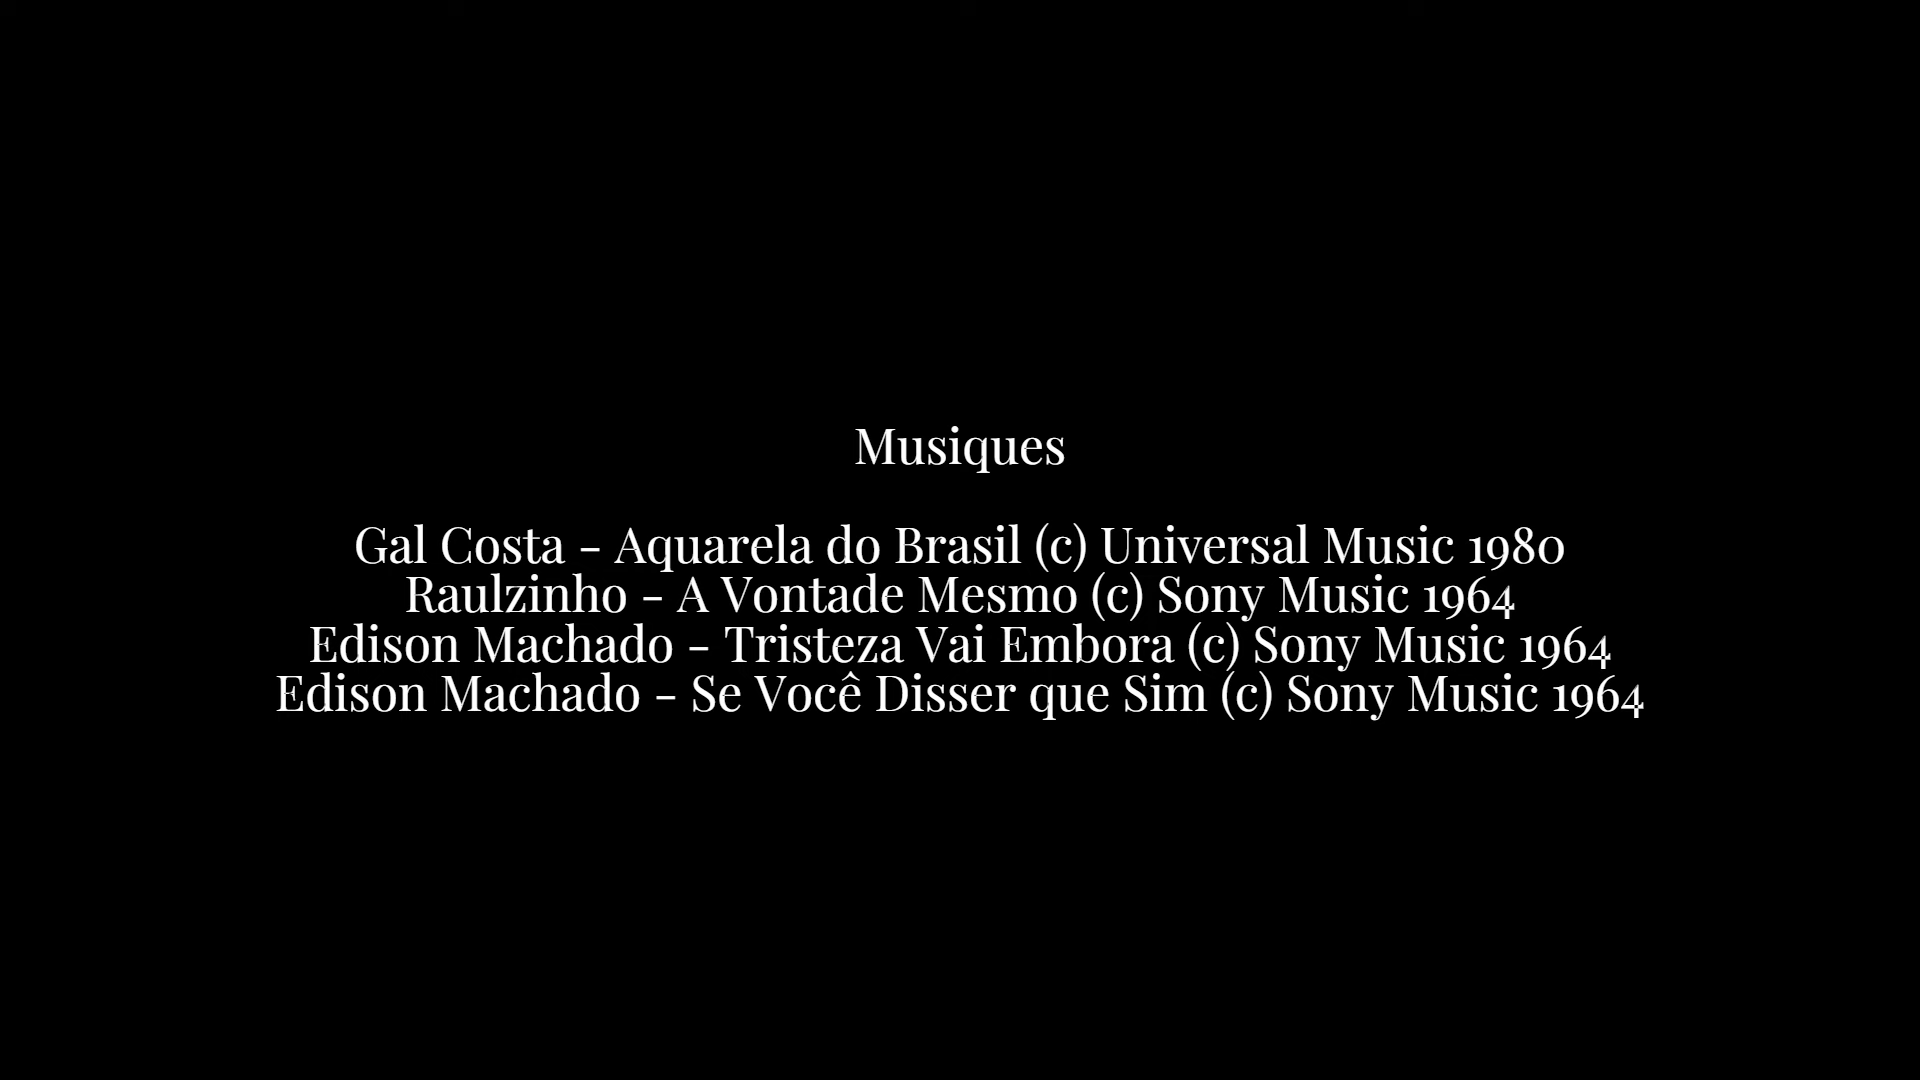 Musiques
Gal Costa - Aquarela do Brasil (c) Universal Music 1980
Raulzinho - A Vontade Mesmo (c) Sony Music 1964
Edison Machado - Tristeza Vai Embora (c) Sony Music 1964
Edison Machado - Se Você Disser que Sim (c) Sony Music 1964